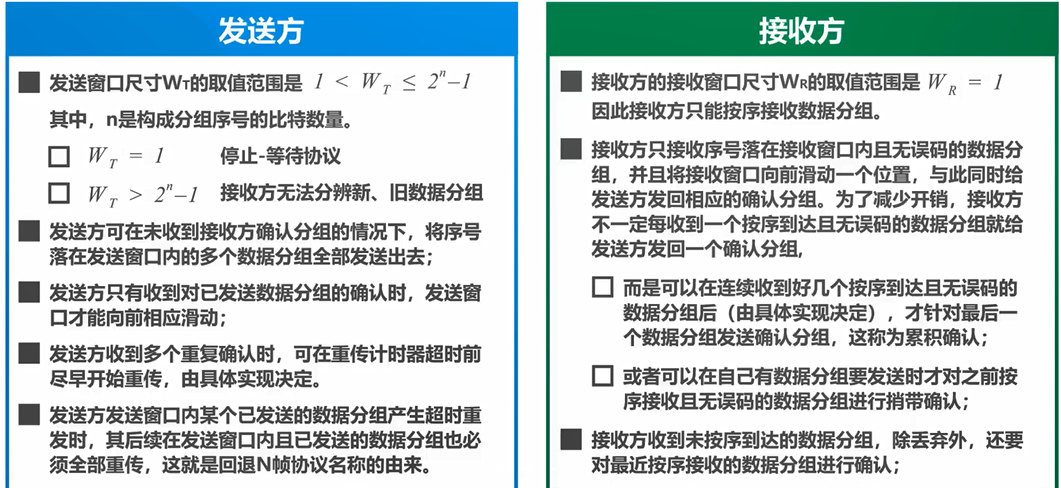 发送方
发送窗口尺寸WT的取值范围是 1 < W_T ≤ 2^n–1
其中，n是构成分组序号的比特数量。
W_T = 1 停止-等待协议
W_T > 2^n–1 接收方无法分辨新、旧数据分组
发送方可在未收到接收方确认分组的情况下，将序号
落在发送窗口内的多个数据分组全部发送出去；
发送方只有收到对已发送数据分组的确认时，发送窗
口才能向前相应滑动；
发送方收到多个重复确认时，可在重传计时器超时前
尽早开始重传，由具体实现决定。
发送方发送窗口内某个已发送的数据分组产生超时重
发时，其后续在发送窗口内且已发送的数据分组也必
须全部重传，这就是回退N帧协议名称的由来。
接收方
接收方的接收窗口尺寸WR的取值范围是 W_R = 1
因此接收方只能按序接收数据分组。
接收方只接收序号落在接收窗口内且无误码的数据分
组，并且将接收窗口向前滑动一个位置，与此同时给
发送方发回相应的确认分组。为了减少开销，接收方
不一定每收到一个按序到达且无误码的数据分组就给
发送方发回一个确认分组,
而是可以在连续收到好几个按序到达且无误码的
数据分组后（由具体实现决定），才针对最后一
个数据分组发送确认分组，这称为累积确认；
或者可以在自己有数据分组要发送时才对之前按
序接收且无误码的数据分组进行捎带确认；
接收方收到未按序到达的数据分组，除丢弃外，还要
对最近按序接收的数据分组进行确认；